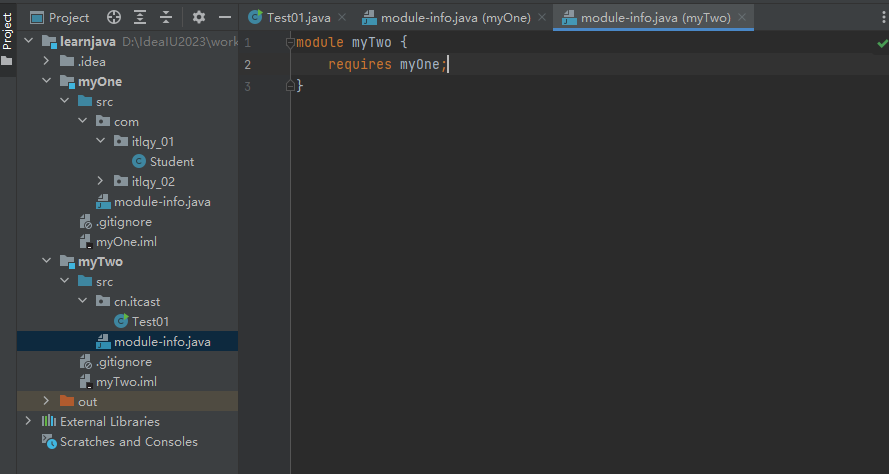 Project
Project
Test01.java
module-info.java (myOne)
module-info.java (myTwo)
learnjava D:\IdeaIU2023\work
.idea
myOne
src
com
itlqy_01
Student
itlqy_02
module-info.java
.gitignore
myOne.iml
myTwo
src
cn.itcast
Test01
module-info.java
.gitignore
myTwo.iml
out
External Libraries
Scratches and Consoles
1 module myTwo {
2 requires myOne;
3 }